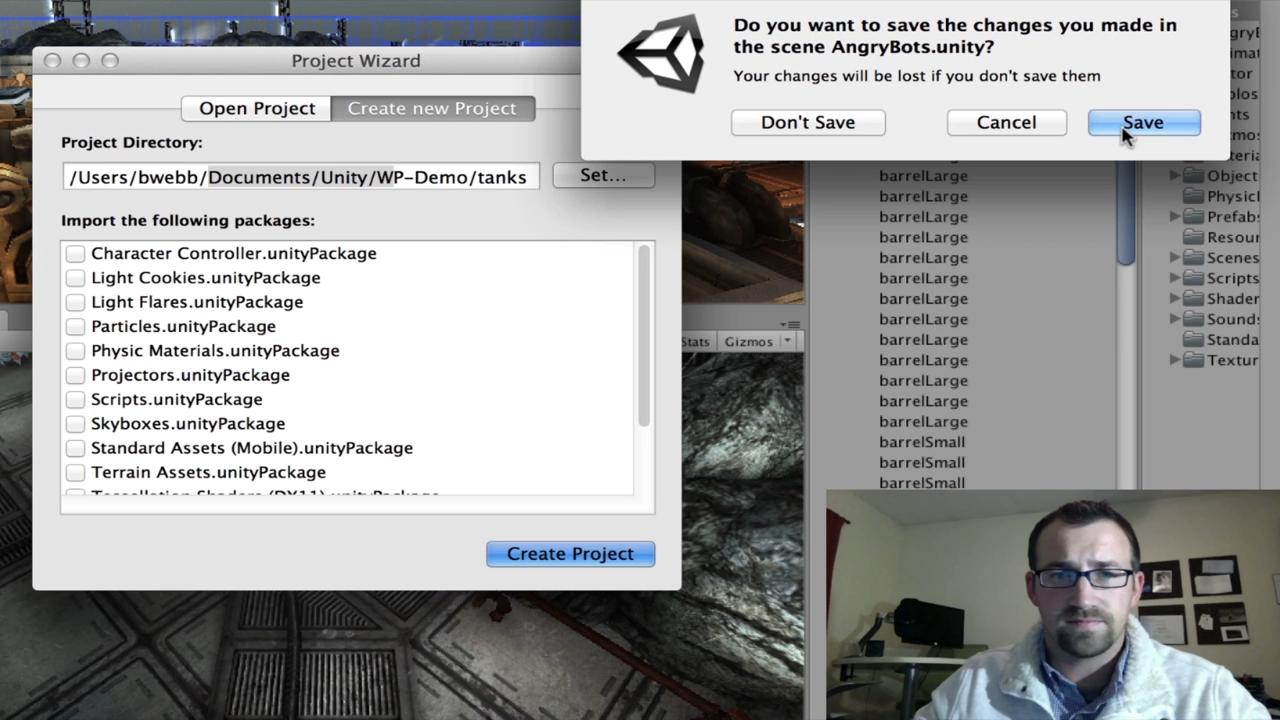 Do you want to save the changes you made in
the scene AngryBots.unity?
Your changes will be lost if you don't save them
Don't Save
Cancel
Save
Project Wizard
Open Project
Create new Project
Project Directory:
/Users/bwebb/Documents/Unity/WP-Demo/tanks
Set...
Import the following packages:
Character Controller.unityPackage
Light Cookies.unityPackage
Light Flares.unityPackage
Particles.unityPackage
Physic Materials.unityPackage
Projectors.unityPackage
Scripts.unityPackage
Skyboxes.unityPackage
Standard Assets (Mobile).unityPackage
Terrain Assets.unityPackage
Tessellation Shaders (DX11).unityPackage
Create Project
Stats
Gizmos
barrelLarge
barrelLarge
barrelLarge
barrelLarge
barrelLarge
barrelLarge
barrelLarge
barrelLarge
barrelLarge
barrelLarge
barrelLarge
barrelLarge
barrelLarge
barrelSmall
barrelSmall
barrelSmall
Object
Physic
Prefabs
Resour
Scenes
Scripts
Shader
Sounds
Standa
Textur